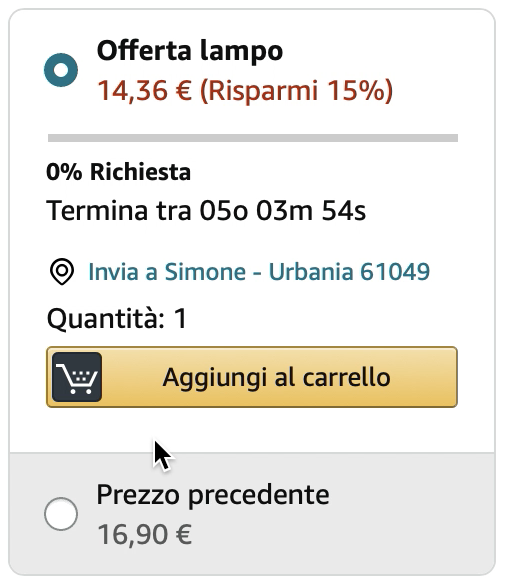 Offerta lampo
14,36 € (Risparmi 15%)
0% Richiesta
Termina tra 05o 03m 54s
Invia a Simone - Urbania 61049
Quantità: 1
Aggiungi al carrello
Prezzo precedente
16,90 €